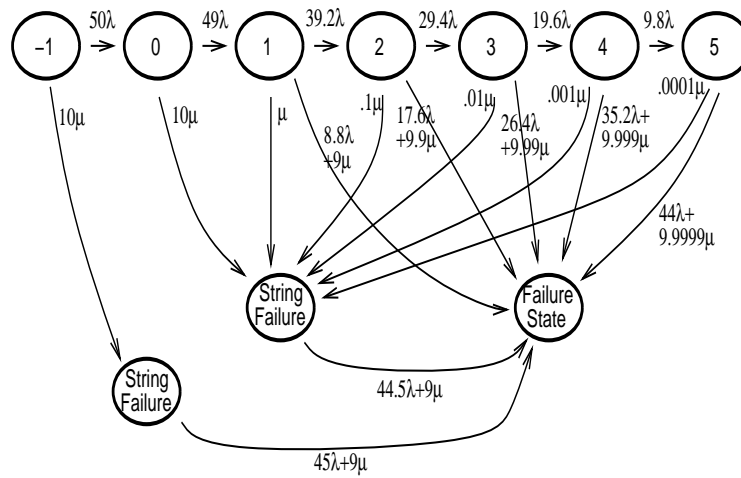 50λ 49λ 39.2λ 29.4λ 19.6λ 9.8λ
−1 0 1 2 3 4 5
10μ 10μ μ .1μ .01μ .001μ .0001μ
8.8λ
+9μ
17.6λ
+9.9μ
26.4λ
+9.99μ
35.2λ+
9.999μ
44λ+
9.9999μ
String
Failure
Failure
State
String
Failure
44.5λ+9μ
45λ+9μ